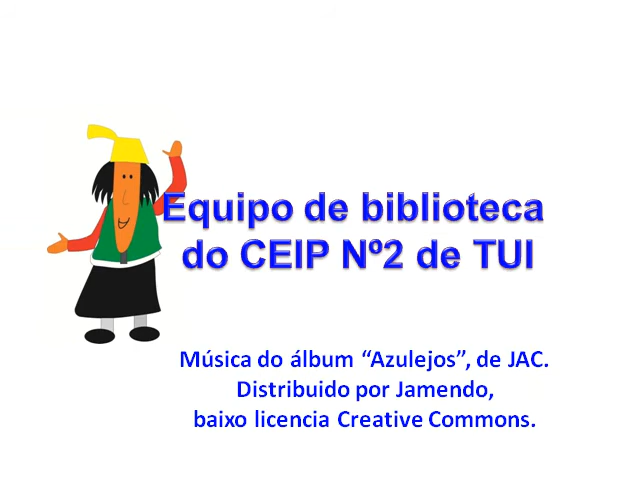 Equipo de biblioteca
do CEIP Nº2 de TUI
Música do álbum “Azulejos”, de JAC.
Distribuido por Jamendo,
baixo licencia Creative Commons.